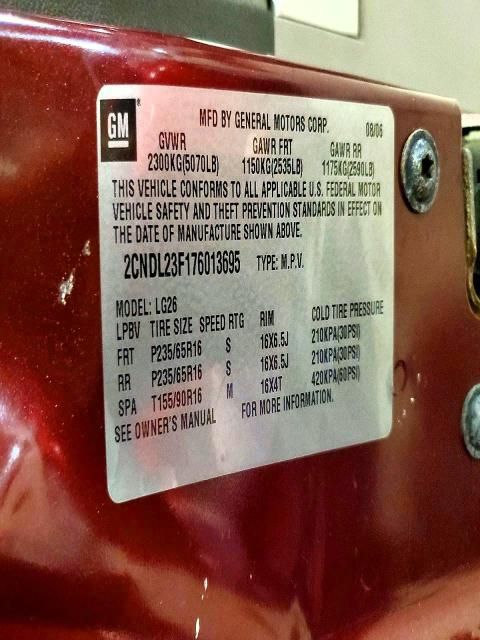 GM®
MFD BY GENERAL MOTORS CORP. 08/06
GVWR GAWR FRT GAWR RR
2300KG(5070LB) 1150KG(2535LB) 1175KG(2590LB)
THIS VEHICLE CONFORMS TO ALL APPLICABLE U.S. FEDERAL MOTOR
VEHICLE SAFETY AND THEFT PREVENTION STANDARDS IN EFFECT ON
THE DATE OF MANUFACTURE SHOWN ABOVE.
2CNDL23F176013695 TYPE: M.P.V.
MODEL: LG26
LPBV TIRE SIZE SPEED RTG RIM COLD TIRE PRESSURE
FRT P235/65R16 S 16X6.5J 210KPA(30PSI)
RR P235/65R16 S 16X6.5J 210KPA(30PSI)
SPA T155/90R16 M 16X4T 420KPA(60PSI)
SEE OWNER'S MANUAL FOR MORE INFORMATION.